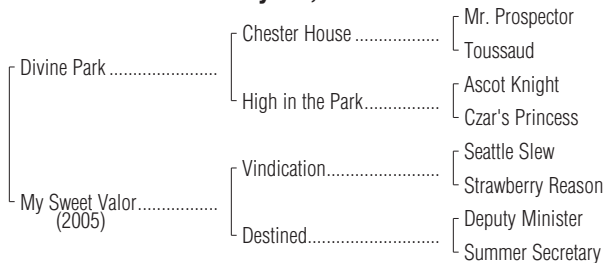 Mr. Prospector
Chester House ..................
Toussaud
Divine Park .......................
Ascot Knight
High in the Park................
Czar's Princess
Seattle Slew
Vindication........................
Strawberry Reason
My Sweet Valor.................
(2005)
Deputy Minister
Destined............................
Summer Secretary